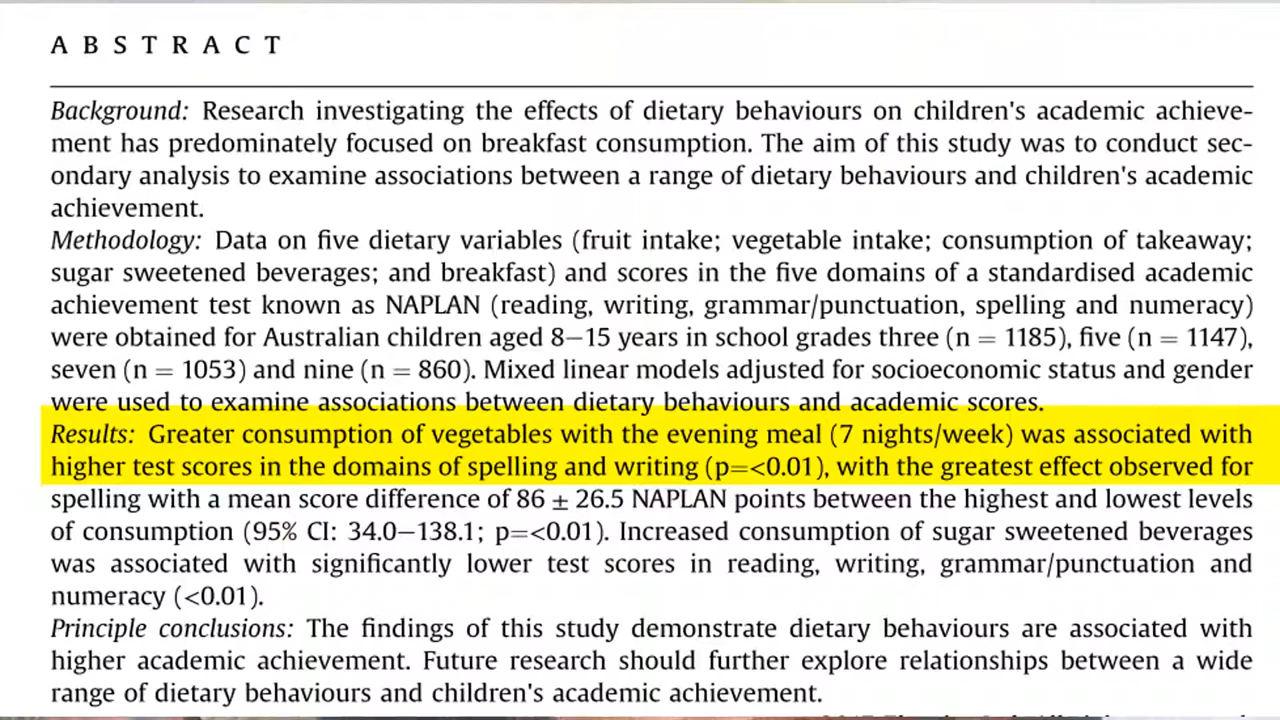 ABSTRACT
Background: Research investigating the effects of dietary behaviours on children's academic achieve-
ment has predominately focused on breakfast consumption. The aim of this study was to conduct sec-
ondary analysis to examine associations between a range of dietary behaviours and children's academic
achievement.
Methodology: Data on five dietary variables (fruit intake; vegetable intake; consumption of takeaway;
sugar sweetened beverages; and breakfast) and scores in the five domains of a standardised academic
achievement test known as NAPLAN (reading, writing, grammar/punctuation, spelling and numeracy)
were obtained for Australian children aged 8–15 years in school grades three (n = 1185), five (n = 1147),
seven (n = 1053) and nine (n = 860). Mixed linear models adjusted for socioeconomic status and gender
were used to examine associations between dietary behaviours and academic scores.
Results: Greater consumption of vegetables with the evening meal (7 nights/week) was associated with
higher test scores in the domains of spelling and writing (p=<0.01), with the greatest effect observed for
spelling with a mean score difference of 86 ± 26.5 NAPLAN points between the highest and lowest levels
of consumption (95% CI: 34.0–138.1; p=<0.01). Increased consumption of sugar sweetened beverages
was associated with significantly lower test scores in reading, writing, grammar/punctuation and
numeracy (<0.01).
Principle conclusions: The findings of this study demonstrate dietary behaviours are associated with
higher academic achievement. Future research should further explore relationships between a wide
range of dietary behaviours and children's academic achievement.